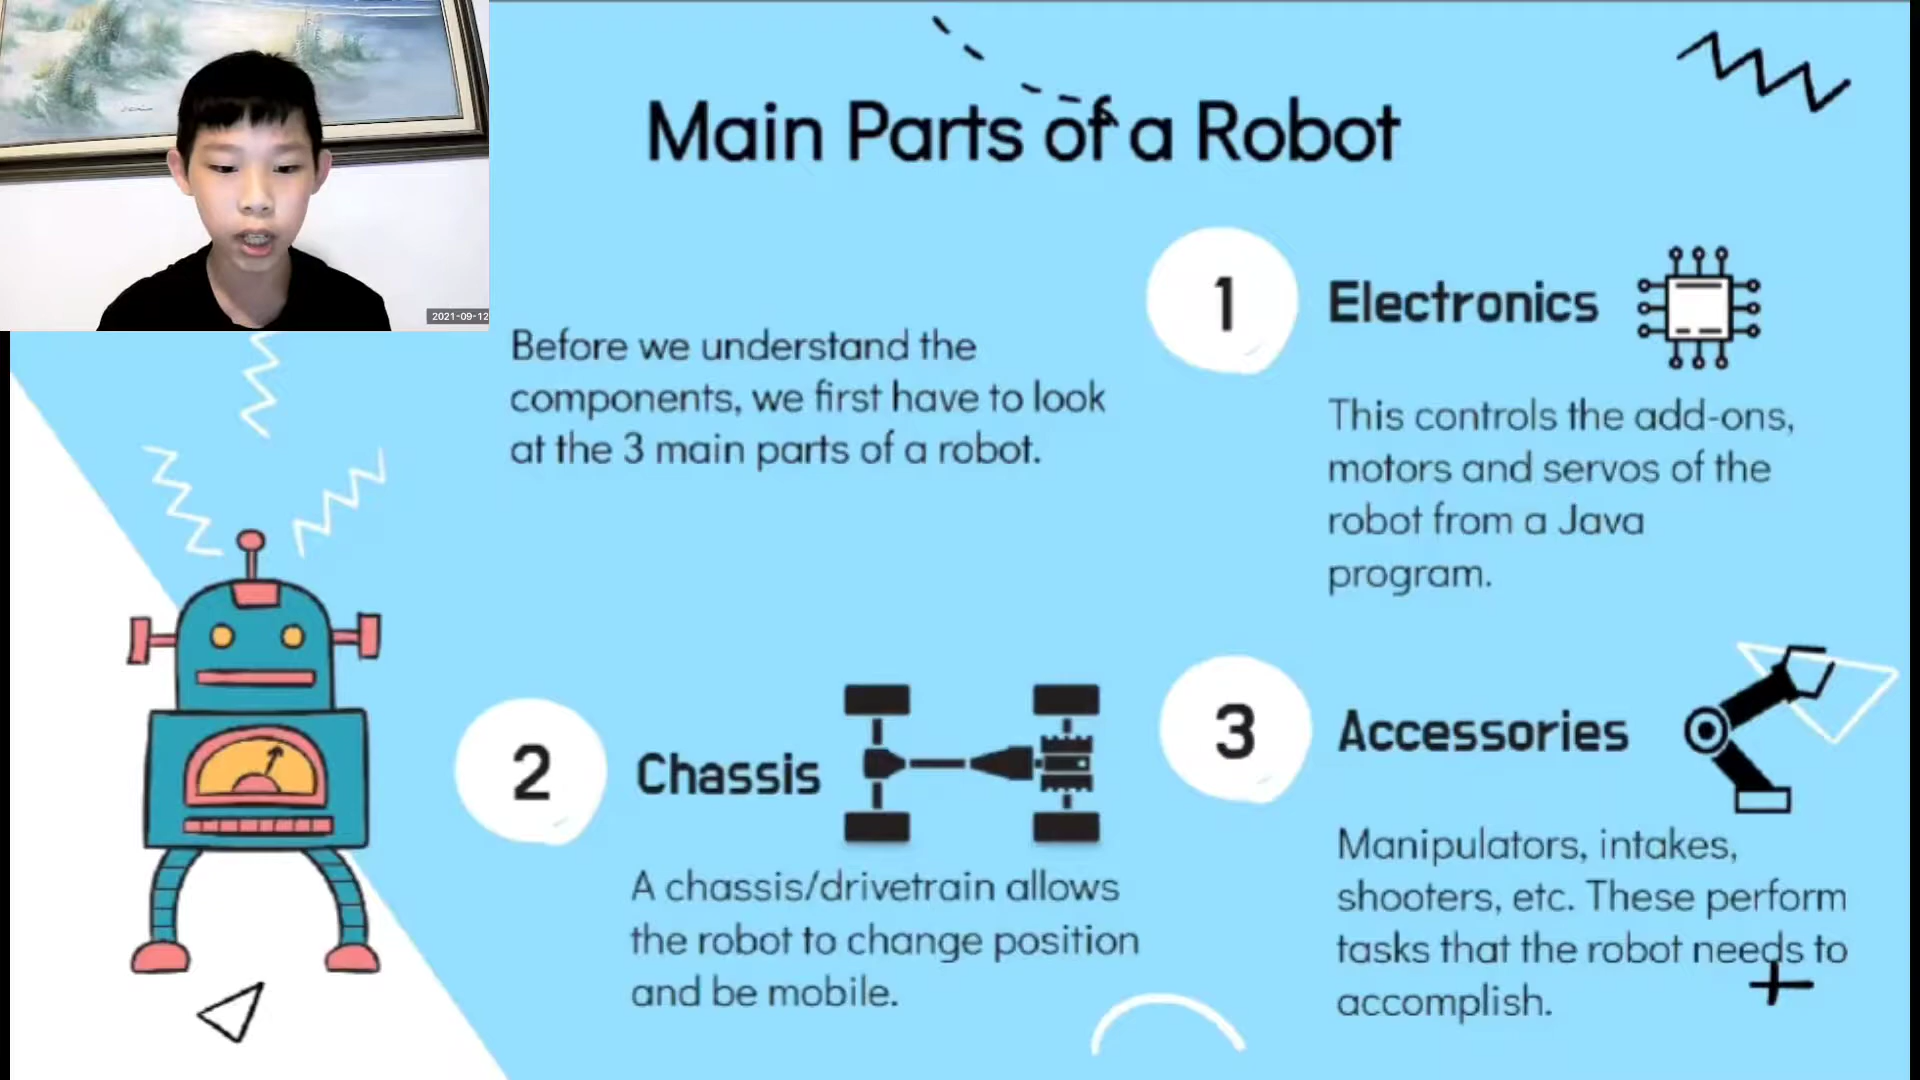 Main Parts of a Robot
2021-09-12
Before we understand the
components, we first have to look
at the 3 main parts of a robot.
1
Electronics
This controls the add-ons,
motors and servos of the
robot from a Java
program.
2
Chassis
A chassis/drivetrain allows
the robot to change position
and be mobile.
3
Accessories
Manipulators, intakes,
shooters, etc. These perform
tasks that the robot needs to
accomplish.